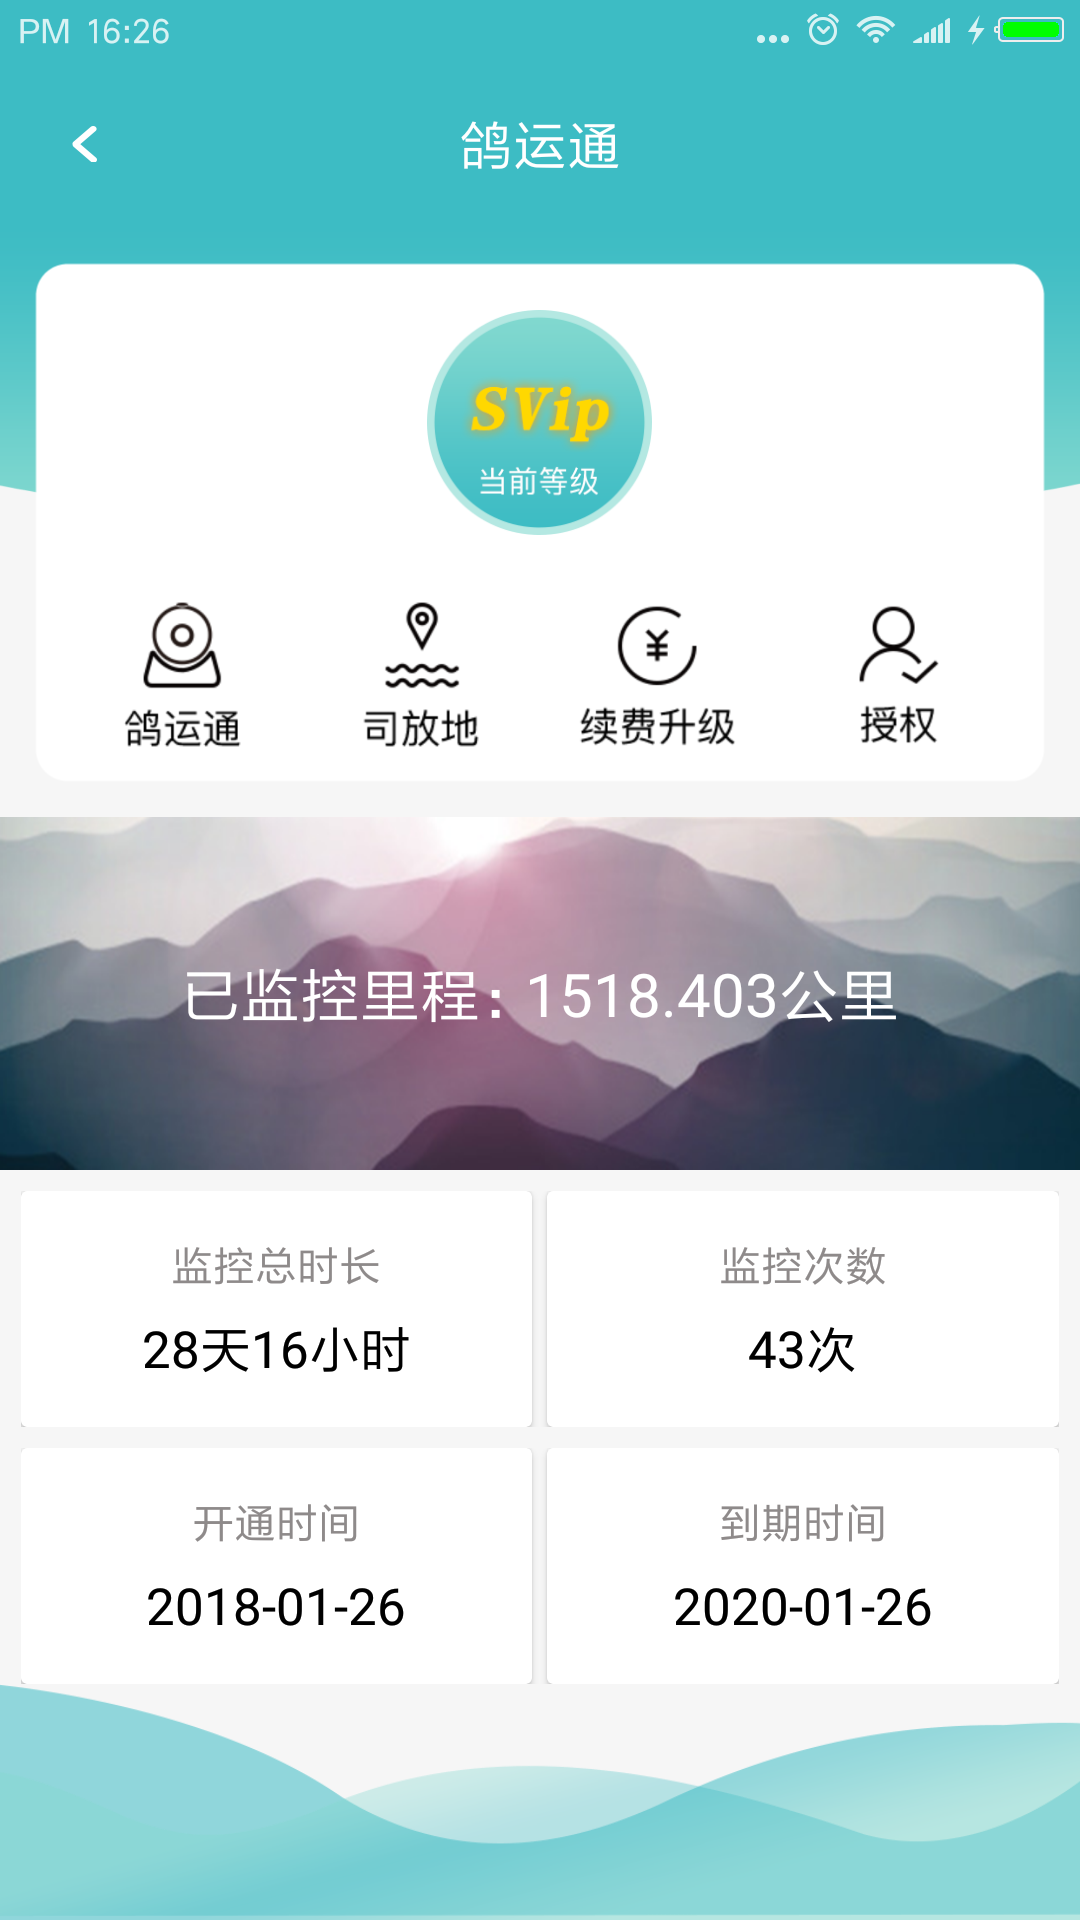 PM 16:26
鸽运通
SVip
当前等级
鸽运通 司放地 续费升级 授权
已监控里程：1518.403公里
监控总时长 监控次数
28天16小时 43次
开通时间 到期时间
2018-01-26 2020-01-26